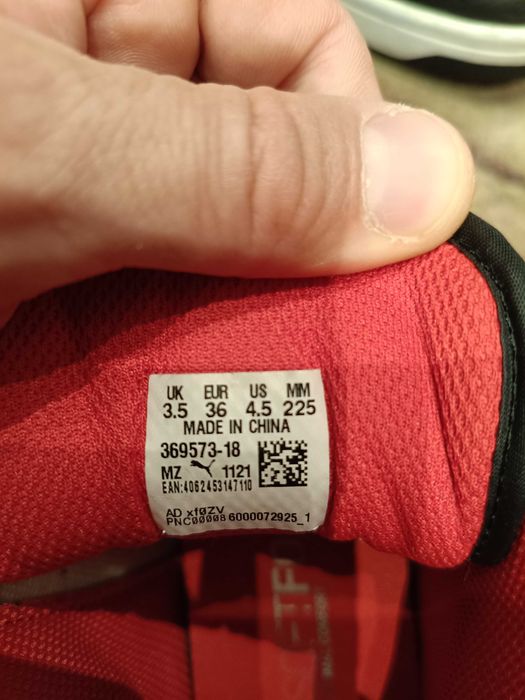 UK EUR US MM
3.5 36 4.5 225
MADE IN CHINA
369573-18
MZ 1121
EAN:4062453147110
AD xf0ZV
PNC00008 6000072925_1